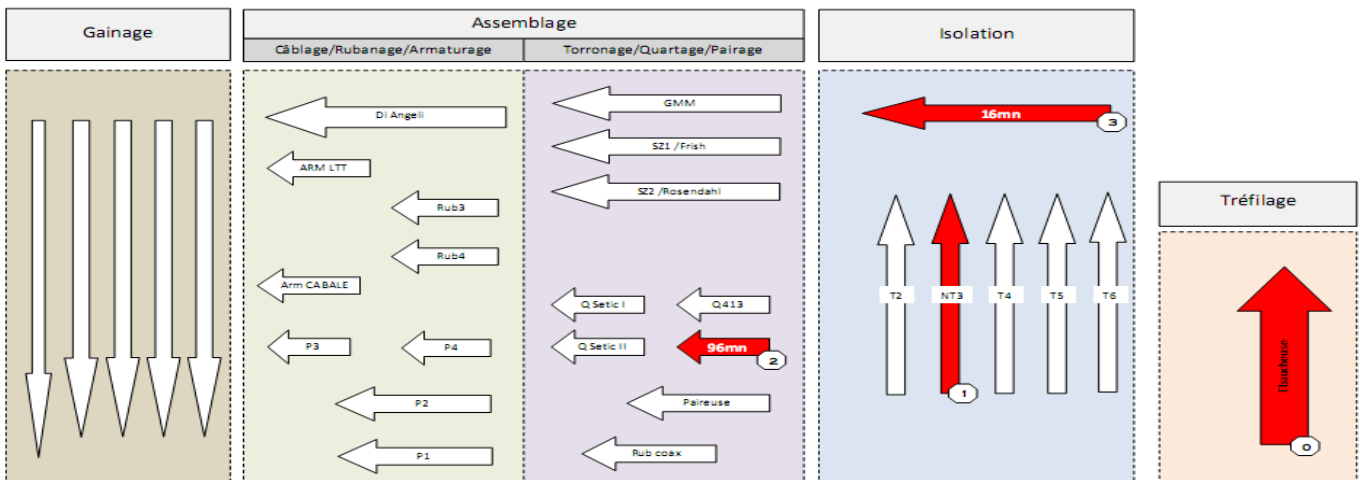 Gainage
Assemblage
Câblage/Rubanage/Armaturage
Torronage/Quartage/Pairage
Isolation
Tréfilage
Di Angeli
ARM LTT
Rub3
Rub4
Arm CABALE
P3
P4
P2
P1
GMM
SZ1 /Frish
SZ2 /Rosendahl
Q Setic I
Q413
Q Setic II
96mn
2
Paireuse
Rub coax
16mn
3
T2
NT3
T4
T5
T6
1
Ebaucheuse
0